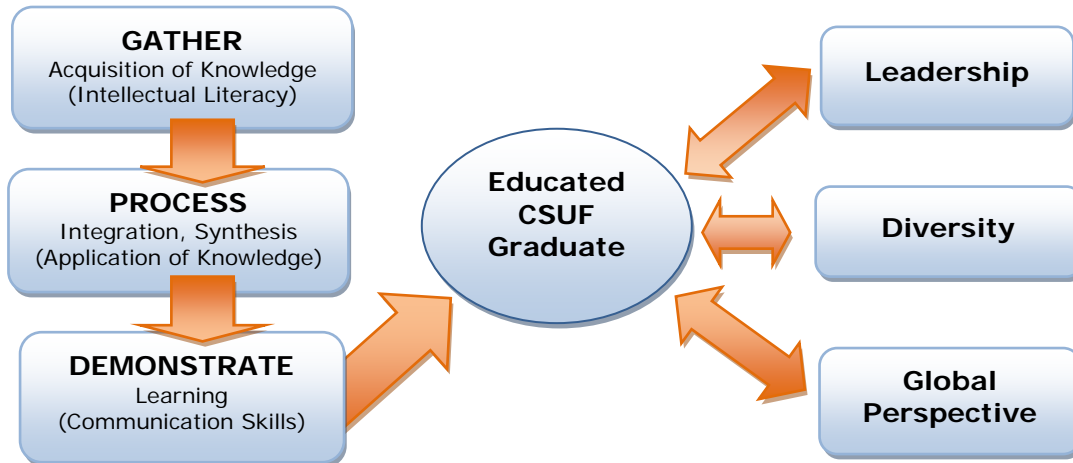 GATHER
Acquisition of Knowledge
(Intellectual Literacy)
PROCESS
Integration, Synthesis
(Application of Knowledge)
DEMONSTRATE
Learning
(Communication Skills)
Educated
CSUF
Graduate
Leadership
Diversity
Global
Perspective